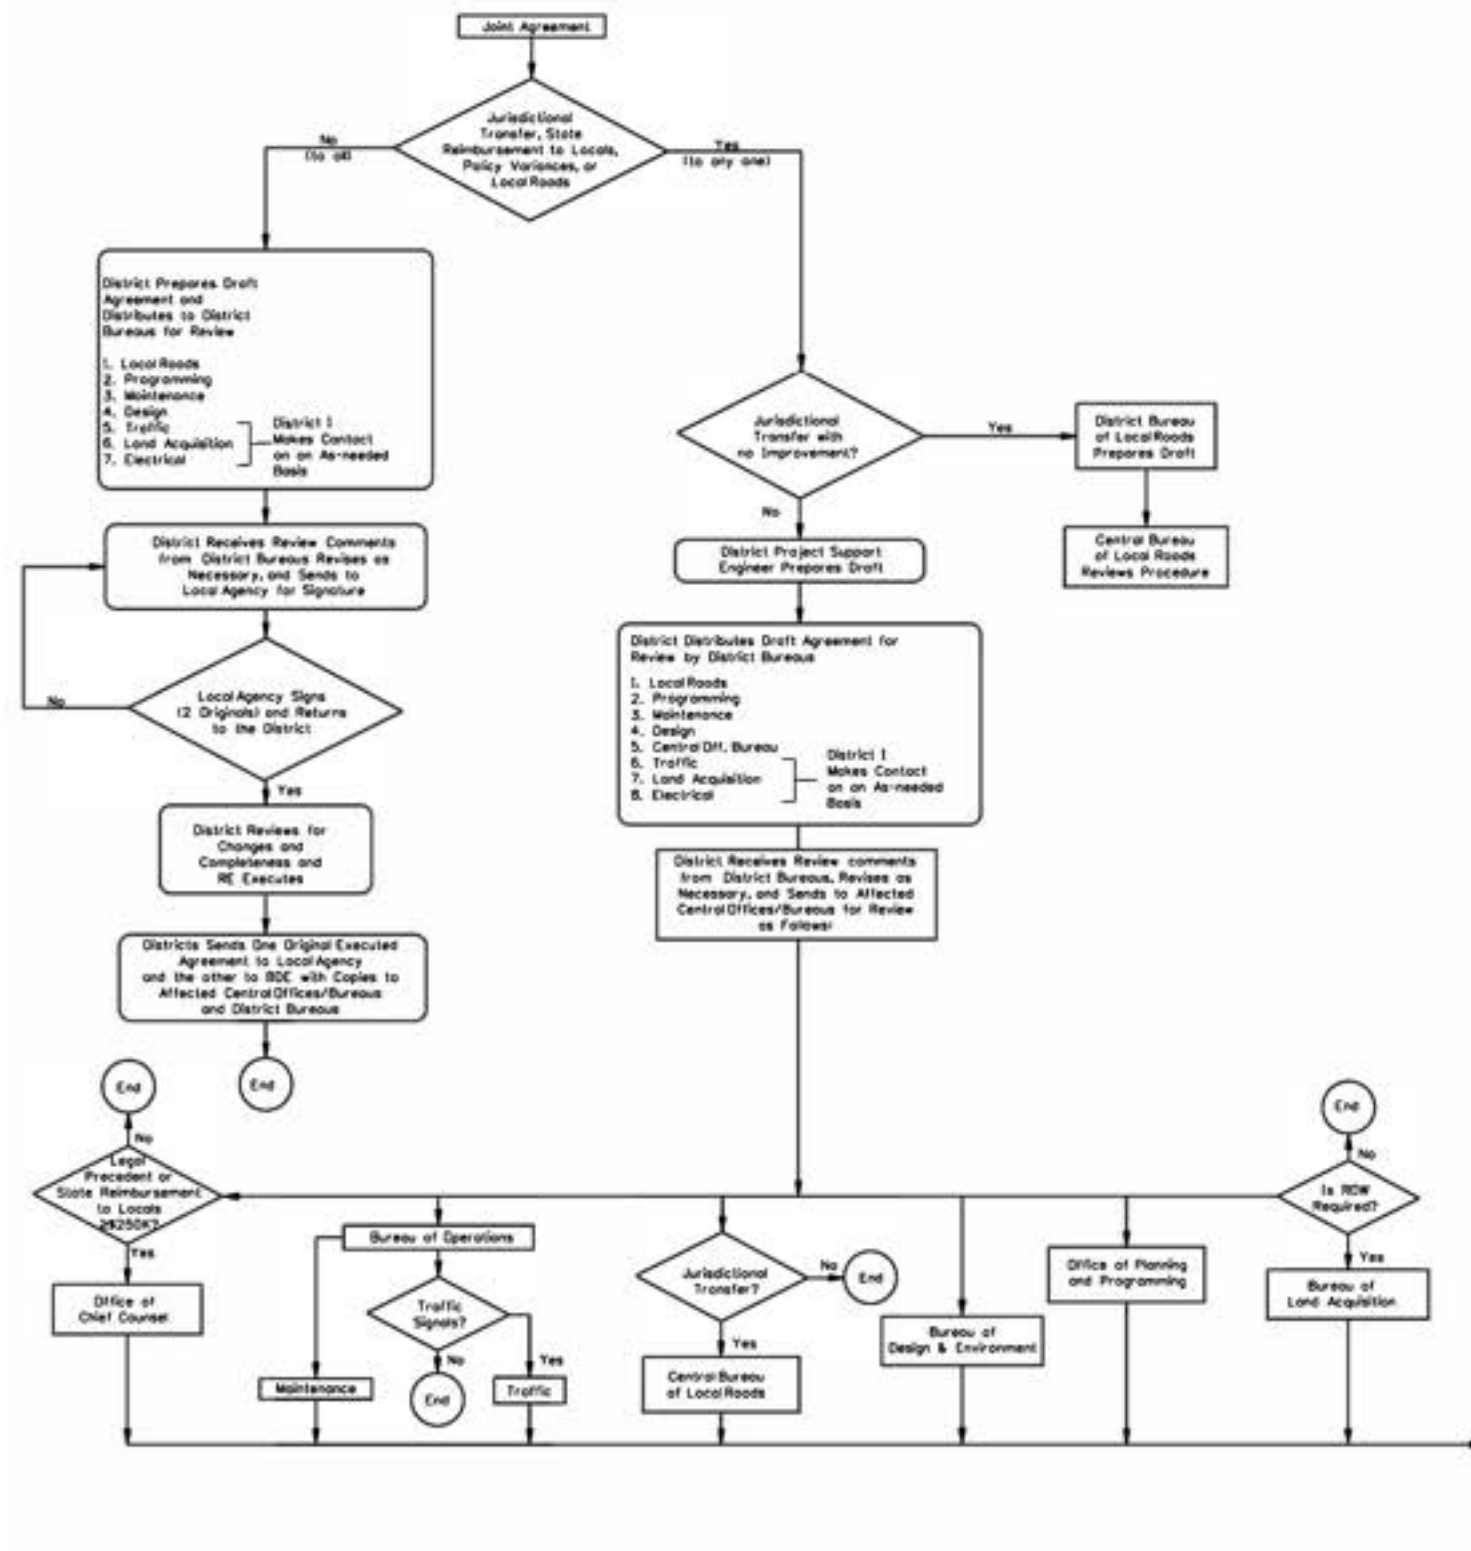 Joint Agreement
Jurisdictional
Transfer, State
Reimbursement to Locals,
Policy Variances, or
Local Roads
No
(to all)
Yes
(to any one)
District Prepares Draft
Agreement and
Distributes to District
Bureaus for Review
1. Local Roads
2. Programming
3. Maintenance
4. Design
5. Traffic
6. Land Acquisition
7. Electrical
District 1
Makes Contact
on an As-needed
Basis
Jurisdictional
Transfer with
no Improvement?
Yes
District Bureau
of Local Roads
Prepares Draft
Central Bureau
of Local Roads
Reviews Procedure
No
District Project Support
Engineer Prepares Draft
District Receives Review Comments
from District Bureaus Revises as
Necessary, and Sends to
Local Agency for Signature
No
Local Agency Signs
(2 Originals) and Returns
to the District
Yes
District Distributes Draft Agreement for
Review by District Bureaus
1. Local Roads
2. Programming
3. Maintenance
4. Design
5. Central Off. Bureau
6. Traffic
7. Land Acquisition
8. Electrical
District 1
Makes Contact
on an As-needed
Basis
District Reviews for
Changes and
Completeness and
RE Executes
District Receives Review comments
from District Bureaus, Revises as
Necessary, and Sends to Affected
Central Offices/Bureaus for Review
as Follows:
Districts Sends One Original Executed
Agreement to Local Agency
and the other to BDE with Copies to
Affected Central Offices/Bureaus
and District Bureaus
End
End
No
Legal
Precedent or
State Reimbursement
to Locals
≥$250K?
Yes
Office of
Chief Counsel
Bureau of Operations
Traffic
Signals?
No
End
Yes
Maintenance
Traffic
Jurisdictional
Transfer?
No
End
Yes
Central Bureau
of Local Roads
Bureau of
Design & Environment
Office of Planning
and Programming
End
No
Is ROW
Required?
Yes
Bureau of
Land Acquisition